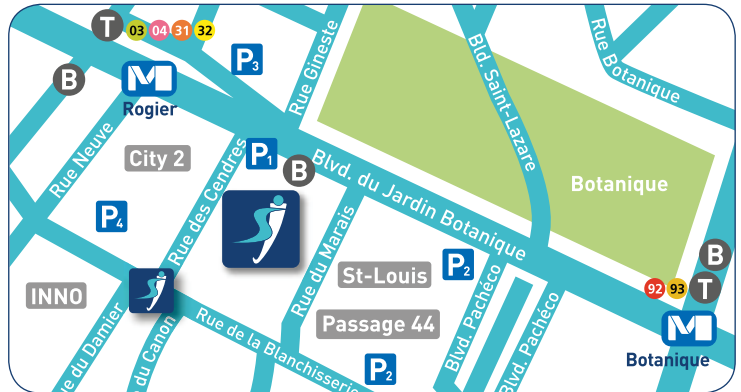 T 03 04 31 32
P3
B
M
Rogier
Rue Gineste
Bld. Saint-Lazare
Rue Botanique
Rue Neuve
City 2
P1
B
Blvd. du Jardin Botanique
Botanique
Rue des Cendres
P4
Rue du Marais
St-Louis
P2
B
92 93 T
INNO
Passage 44
M
Botanique
Blvd. Pachéco
Blvd. Pachéco
ue du Damier
du Canon
Rue de la Blanchisserie
P2